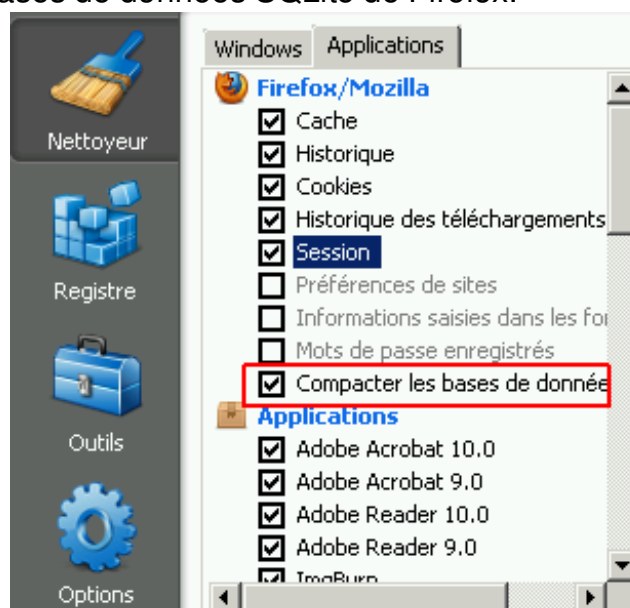 bases de données SQLite de Firefox.
Windows Applications
Firefox/Mozilla
Cache
Historique
Cookies
Historique des téléchargements
Session
Préférences de sites
Informations saisies dans les for
Mots de passe enregistrés
Compacter les bases de donnée
Applications
Adobe Acrobat 10.0
Adobe Acrobat 9.0
Adobe Reader 10.0
Adobe Reader 9.0
ImgBurn
Nettoyeur
Registre
Outils
Options